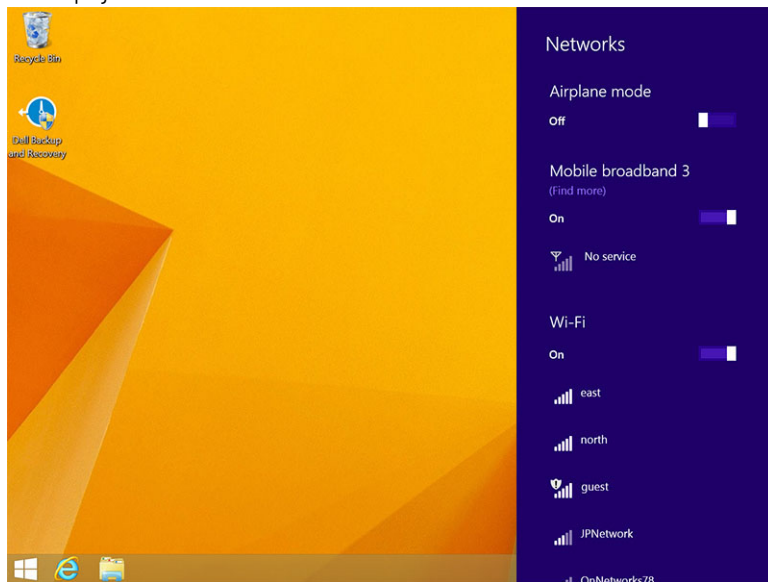 Recycle Bin
Dell Backup
and Recovery
Networks
Airplane mode
Off
Mobile broadband 3
(Find more)
On
No service
Wi-Fi
On
east
north
guest
JPNetwork
OnNetworks78